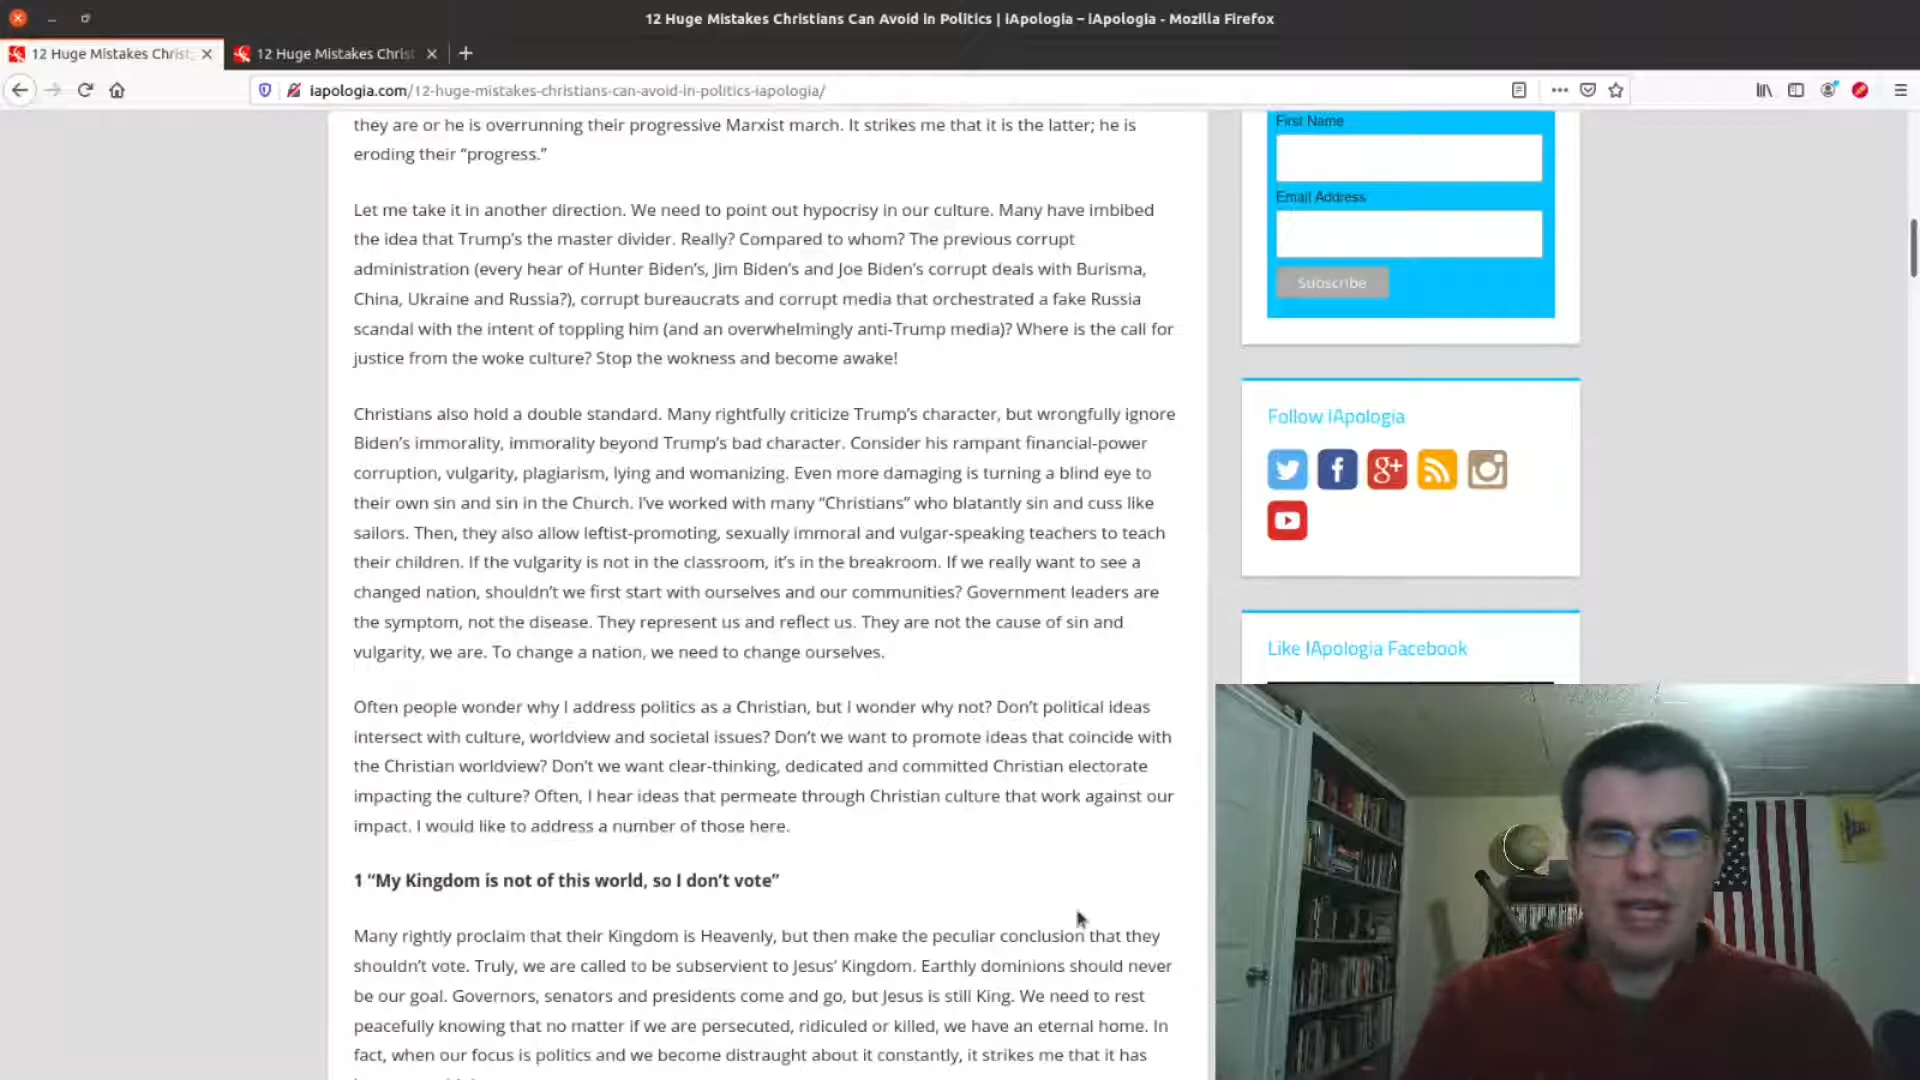 12 Huge Mistakes Christians Can Avoid in Politics | iApologia – iApologia - Mozilla Firefox
12 Huge Mistakes Christ
12 Huge Mistakes Christ
iapologia.com/12-huge-mistakes-christians-can-avoid-in-politics-iapologia/
they are or he is overrunning their progressive Marxist march. It strikes me that it is the latter; he is
eroding their “progress.”
Let me take it in another direction. We need to point out hypocrisy in our culture. Many have imbibed
the idea that Trump’s the master divider. Really? Compared to whom? The previous corrupt
administration (every hear of Hunter Biden’s, Jim Biden’s and Joe Biden’s corrupt deals with Burisma,
China, Ukraine and Russia?), corrupt bureaucrats and corrupt media that orchestrated a fake Russia
scandal with the intent of toppling him (and an overwhelmingly anti-Trump media)? Where is the call for
justice from the woke culture? Stop the wokness and become awake!
Christians also hold a double standard. Many rightfully criticize Trump’s character, but wrongfully ignore
Biden’s immorality, immorality beyond Trump’s bad character. Consider his rampant financial-power
corruption, vulgarity, plagiarism, lying and womanizing. Even more damaging is turning a blind eye to
their own sin and sin in the Church. I’ve worked with many “Christians” who blatantly sin and cuss like
sailors. Then, they also allow leftist-promoting, sexually immoral and vulgar-speaking teachers to teach
their children. If the vulgarity is not in the classroom, it’s in the breakroom. If we really want to see a
changed nation, shouldn’t we first start with ourselves and our communities? Government leaders are
the symptom, not the disease. They represent us and reflect us. They are not the cause of sin and
vulgarity, we are. To change a nation, we need to change ourselves.
Often people wonder why I address politics as a Christian, but I wonder why not? Don’t political ideas
intersect with culture, worldview and societal issues? Don’t we want to promote ideas that coincide with
the Christian worldview? Don’t we want clear-thinking, dedicated and committed Christian electorate
impacting the culture? Often, I hear ideas that permeate through Christian culture that work against our
impact. I would like to address a number of those here.
1 “My Kingdom is not of this world, so I don’t vote”
Many rightly proclaim that their Kingdom is Heavenly, but then make the peculiar conclusion that they
shouldn’t vote. Truly, we are called to be subservient to Jesus’ Kingdom. Earthly dominions should never
be our goal. Governors, senators and presidents come and go, but Jesus is still King. We need to rest
peacefully knowing that no matter if we are persecuted, ridiculed or killed, we have an eternal home. In
fact, when our focus is politics and we become distraught about it constantly, it strikes me that it has
First Name
Email Address
Subscribe
Follow IApologia
Like IApologia Facebook